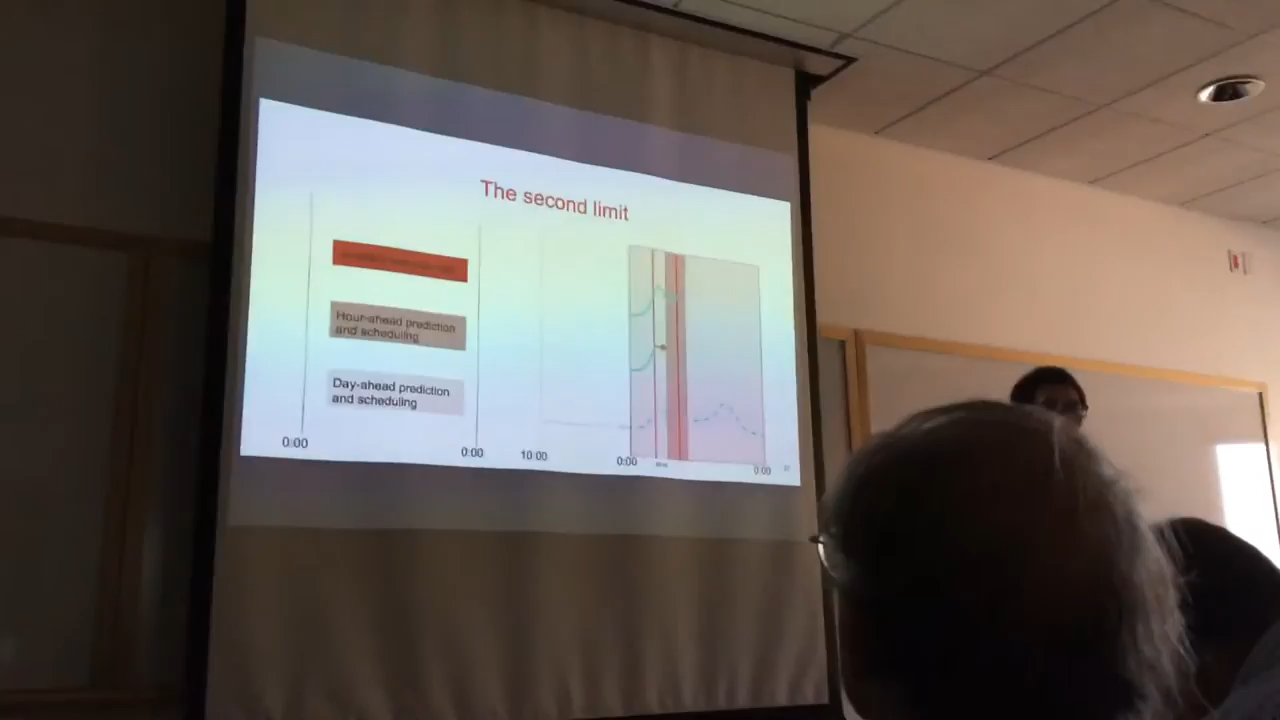 The second limit
Hour-ahead prediction
and scheduling
Day-ahead prediction
and scheduling
0:00
0:00
10:00
0:00
0:00